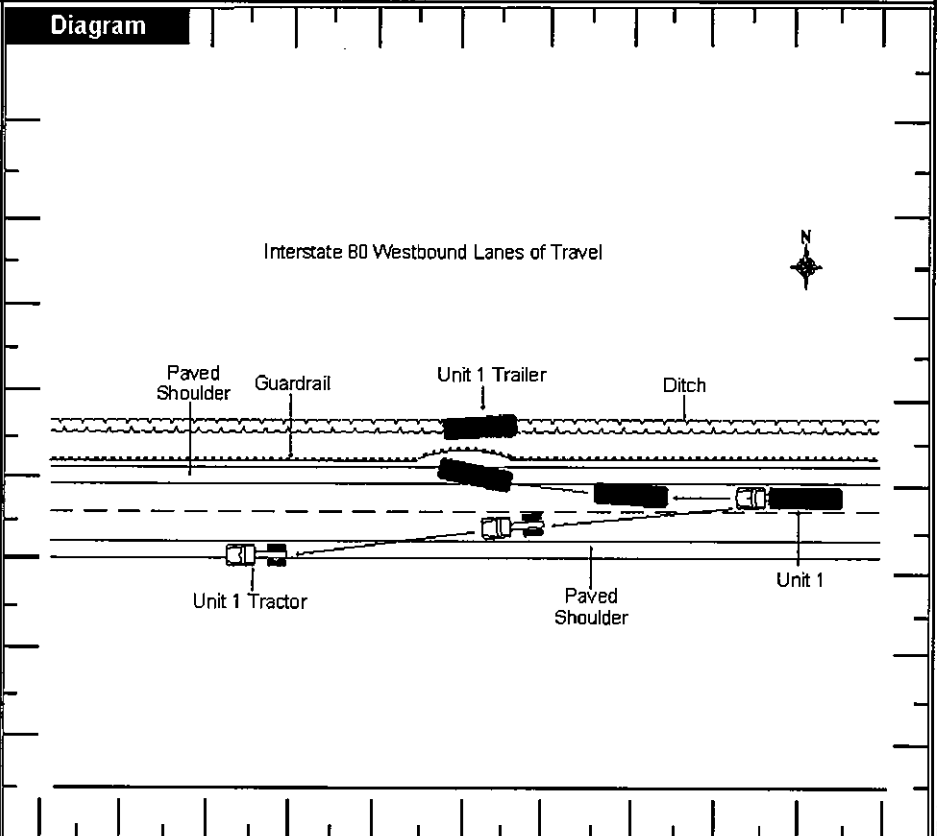 Diagram
Interstate 80 Westbound Lanes of Travel
N
Paved
Shoulder
Guardrail
Unit 1 Trailer
Ditch
Unit 1 Tractor
Paved
Shoulder
Unit 1